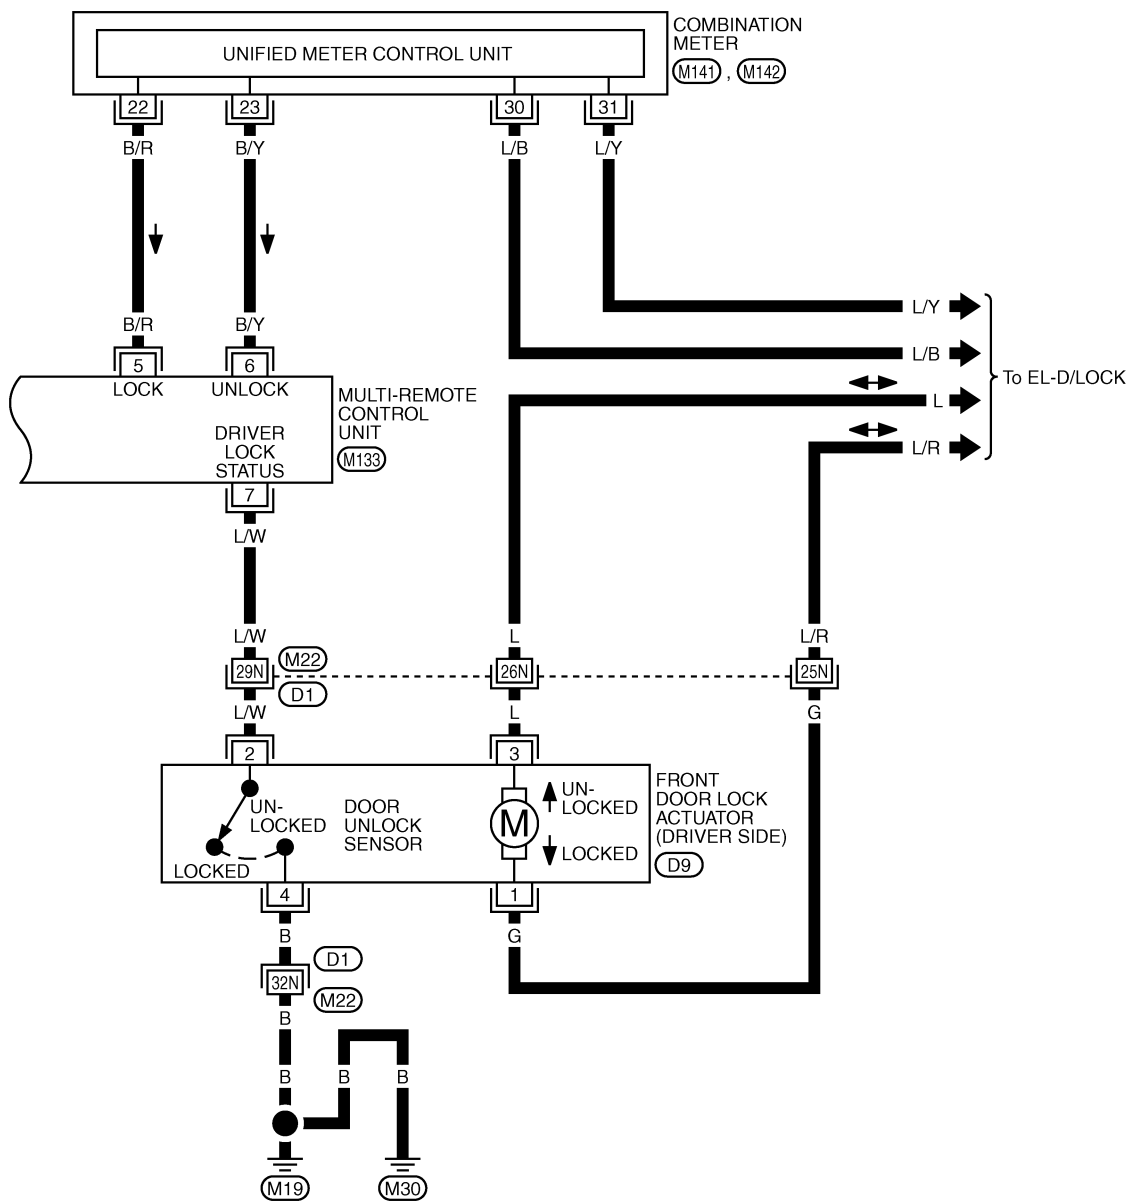 COMBINATION
METER
M141 , M142
UNIFIED METER CONTROL UNIT
22 23 30 31
B/R B/Y L/B L/Y
B/R B/Y
L/Y
L/B
L
L/R
To EL-D/LOCK
5 6
LOCK UNLOCK
MULTI-REMOTE
CONTROL
UNIT
M133
DRIVER
LOCK
STATUS
7
L/W
L/W L L/R
29N M22 26N 25N
D1
L/W L G
2 3
UN-
LOCKED
LOCKED
DOOR
UNLOCK
SENSOR
M
UN-
LOCKED
LOCKED
FRONT
DOOR LOCK
ACTUATOR
(DRIVER SIDE)
D9
4 1
B G
D1
32N
M22
B
B B B
M19 M30